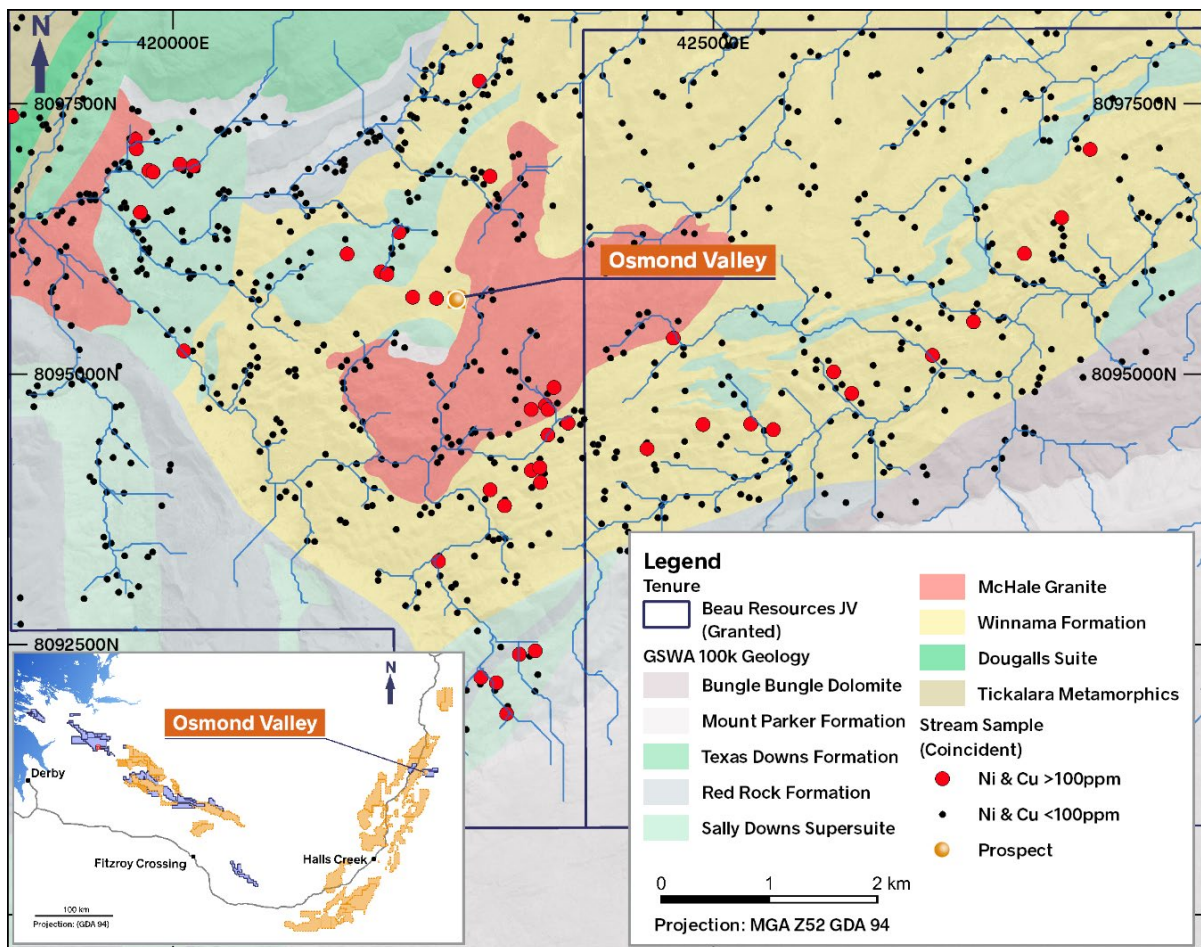 N
420000E
425000E
8097500N
8097500N
Osmond Valley
8095000N
8095000N
8092500N
Legend
Tenure
Beau Resources JV
(Granted)
GSWA 100k Geology
Bungle Bungle Dolomite
Mount Parker Formation
Texas Downs Formation
Red Rock Formation
Sally Downs Supersuite
McHale Granite
Winnama Formation
Dougalls Suite
Tickalara Metamorphics
Stream Sample
(Coincident)
Ni & Cu >100ppm
Ni & Cu <100ppm
Prospect
0 1 2 km
Projection: MGA Z52 GDA 94
N
Osmond Valley
Derby
Fitzroy Crossing
Halls Creek
100 km
Projection: (GDA 94)